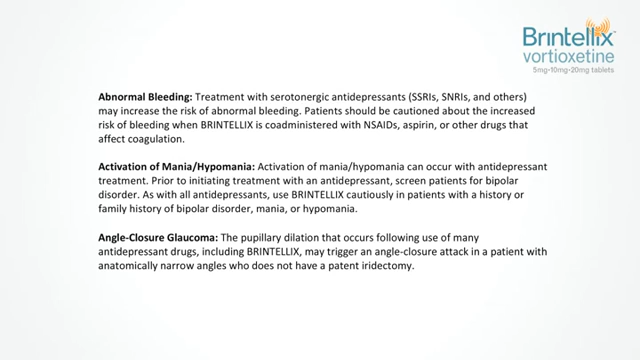 Brintellix™
vortioxetine
5mg•10mg•20mg tablets
Abnormal Bleeding: Treatment with serotonergic antidepressants (SSRIs, SNRIs, and others)
may increase the risk of abnormal bleeding. Patients should be cautioned about the increased
risk of bleeding when BRINTELLIX is coadministered with NSAIDs, aspirin, or other drugs that
affect coagulation.
Activation of Mania/Hypomania: Activation of mania/hypomania can occur with antidepressant
treatment. Prior to initiating treatment with an antidepressant, screen patients for bipolar
disorder. As with all antidepressants, use BRINTELLIX cautiously in patients with a history or
family history of bipolar disorder, mania, or hypomania.
Angle-Closure Glaucoma: The pupillary dilation that occurs following use of many
antidepressant drugs, including BRINTELLIX, may trigger an angle-closure attack in a patient with
anatomically narrow angles who does not have a patent iridectomy.